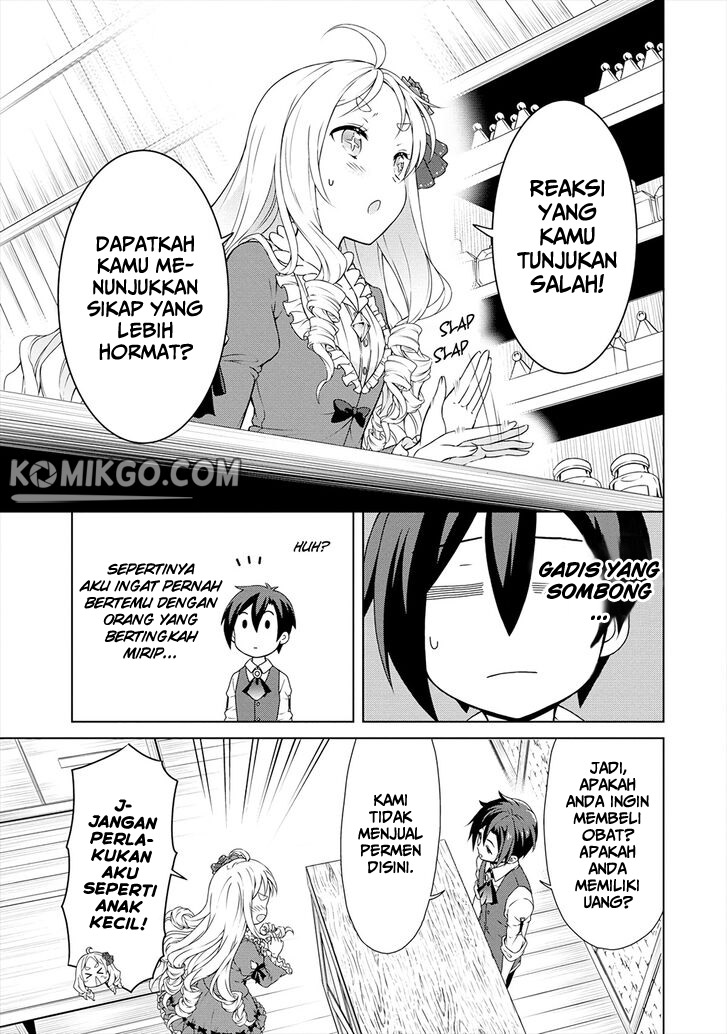 REAKSI
YANG
KAMU
TUNJUKAN
SALAH!
DAPATKAH
KAMU ME-
NUNJUKKAN
SIKAP YANG
LEBIH
HORMAT?
SLAP
SLAP
KOMIKGO.COM
GADIS YANG
SOMBONG
...
HUH?
SEPERTINYA
AKU INGAT PERNAH
BERTEMU DENGAN
ORANG YANG
BERTINGKAH
MIRIP...
JADI,
APAKAH
ANDA INGIN
MEMBELI
OBAT?
APAKAH
ANDA
MEMILIKI
UANG?
KAMI
TIDAK
MENJUAL
PERMEN
DISINI.
J-
JANGAN
PERLA-
KUKAN
AKU
SEPERTI
ANAK
KECIL!